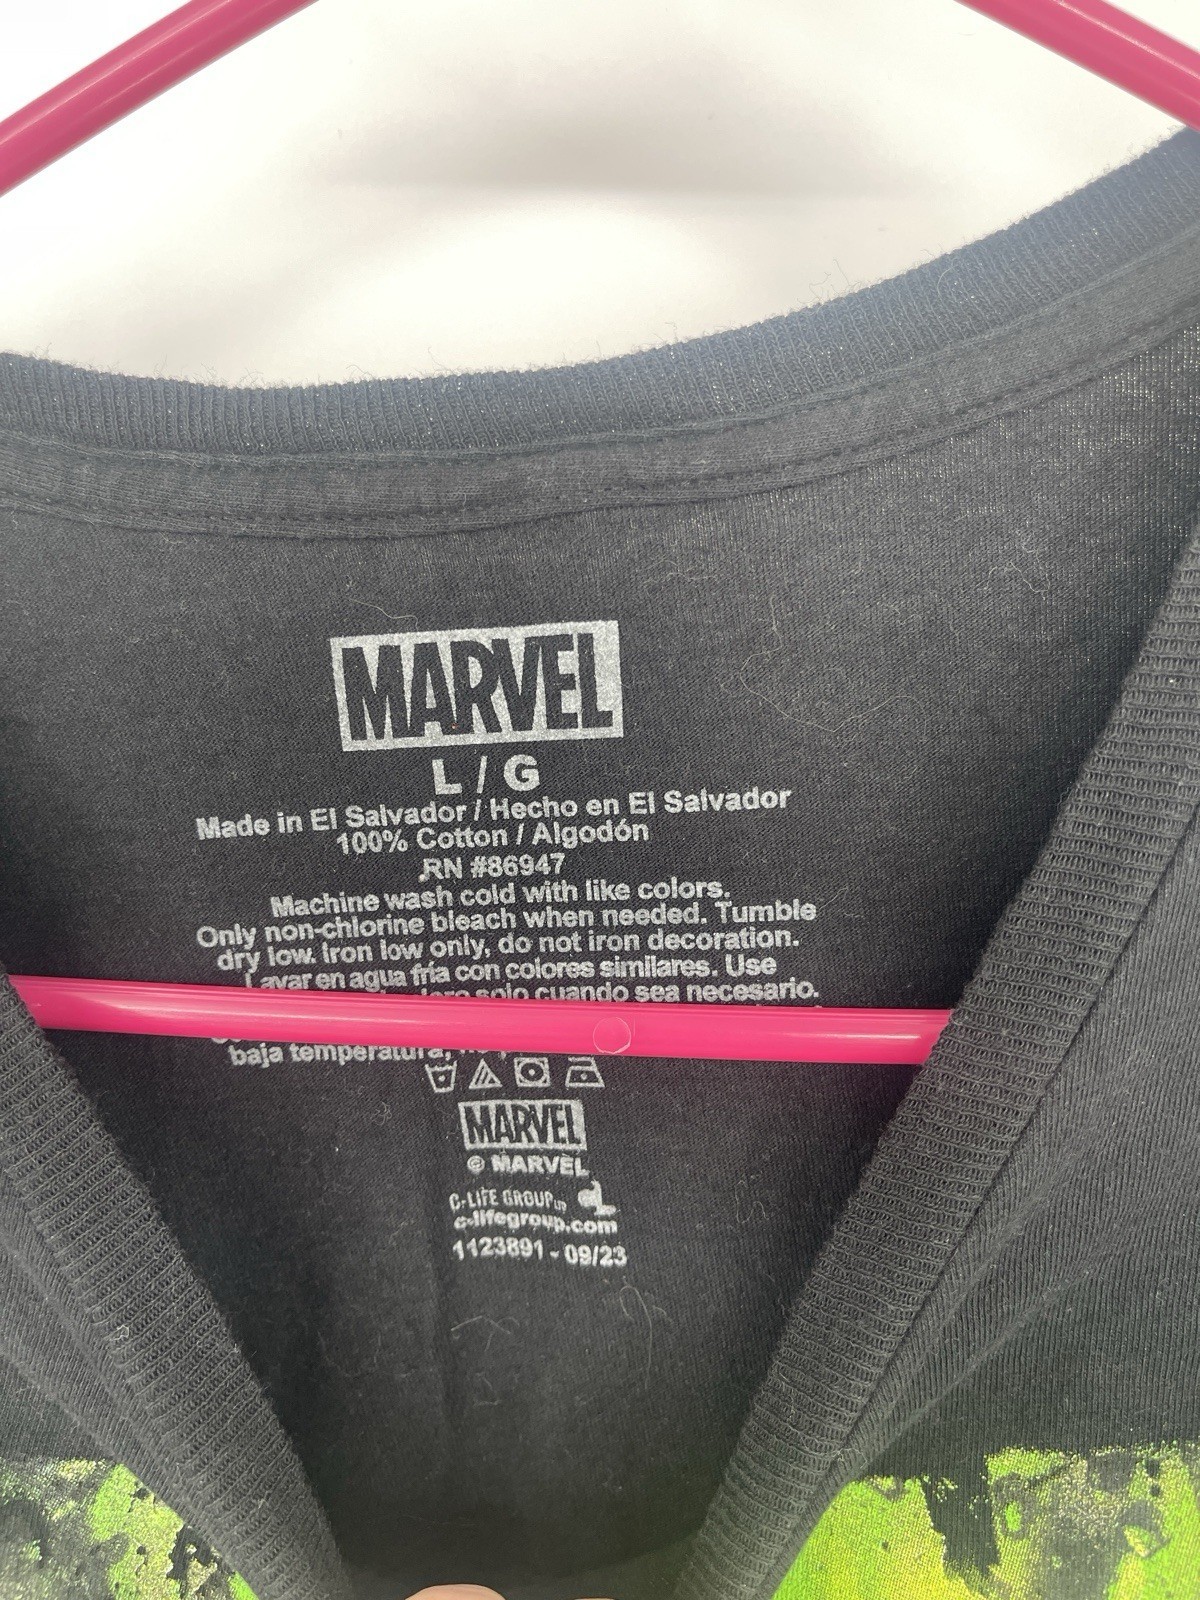 MARVEL
L / G
Made in El Salvador / Hecho en El Salvador
100% Cotton / Algodón
RN #86947
Machine wash cold with like colors.
Only non-chlorine bleach when needed. Tumble
dry low. Iron low only, do not iron decoration.
Lavar en agua fría con colores similares. Use
solo cuando sea necesario.
baja temperatura,
MARVEL
© MARVEL
C-LIFE GROUP LTD
c-lifegroup.com
1123891 - 09/23